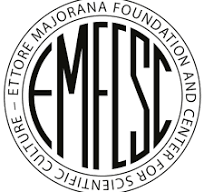 ETTORE MAJORANA FOUNDATION AND CENTER FOR SCIENTIFIC CULTURE –
EMFCSC